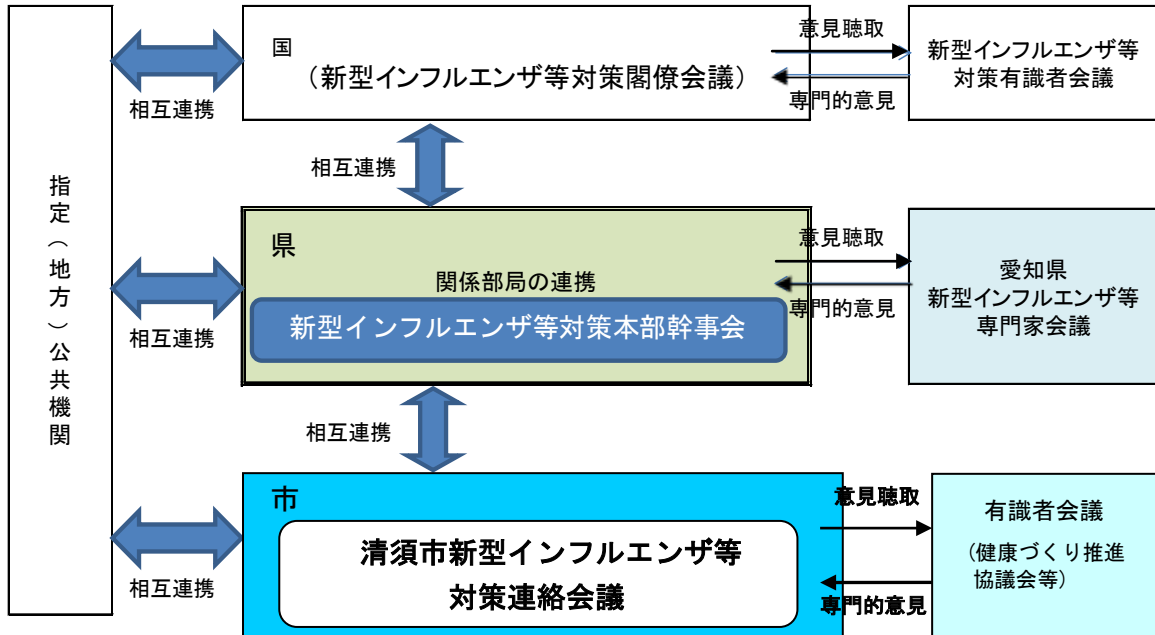 指定（地方）公共機関
相互連携
国
（新型インフルエンザ等対策閣僚会議）
意見聴取
専門的意見
新型インフルエンザ等
対策有識者会議
相互連携
相互連携
県
関係部局の連携
新型インフルエンザ等対策本部幹事会
意見聴取
専門的意見
愛知県
新型インフルエンザ等
専門家会議
相互連携
相互連携
市
清須市新型インフルエンザ等
対策連絡会議
意見聴取
専門的意見
有識者会議
（健康づくり推進
協議会等）